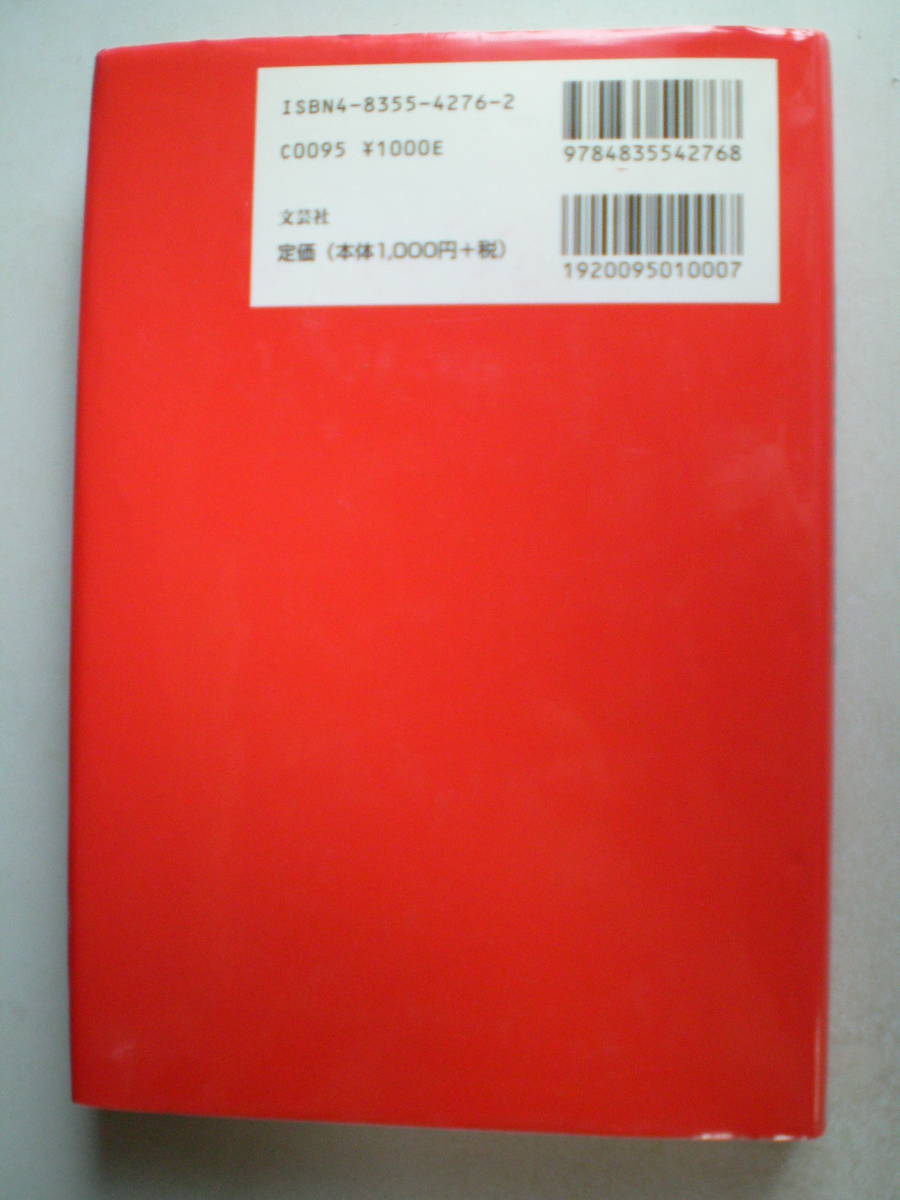 ISBN4-8355-4276-2
C0095 ¥1000E
文芸社
定価（本体1,000円＋税）
9784835542768
1920095010007